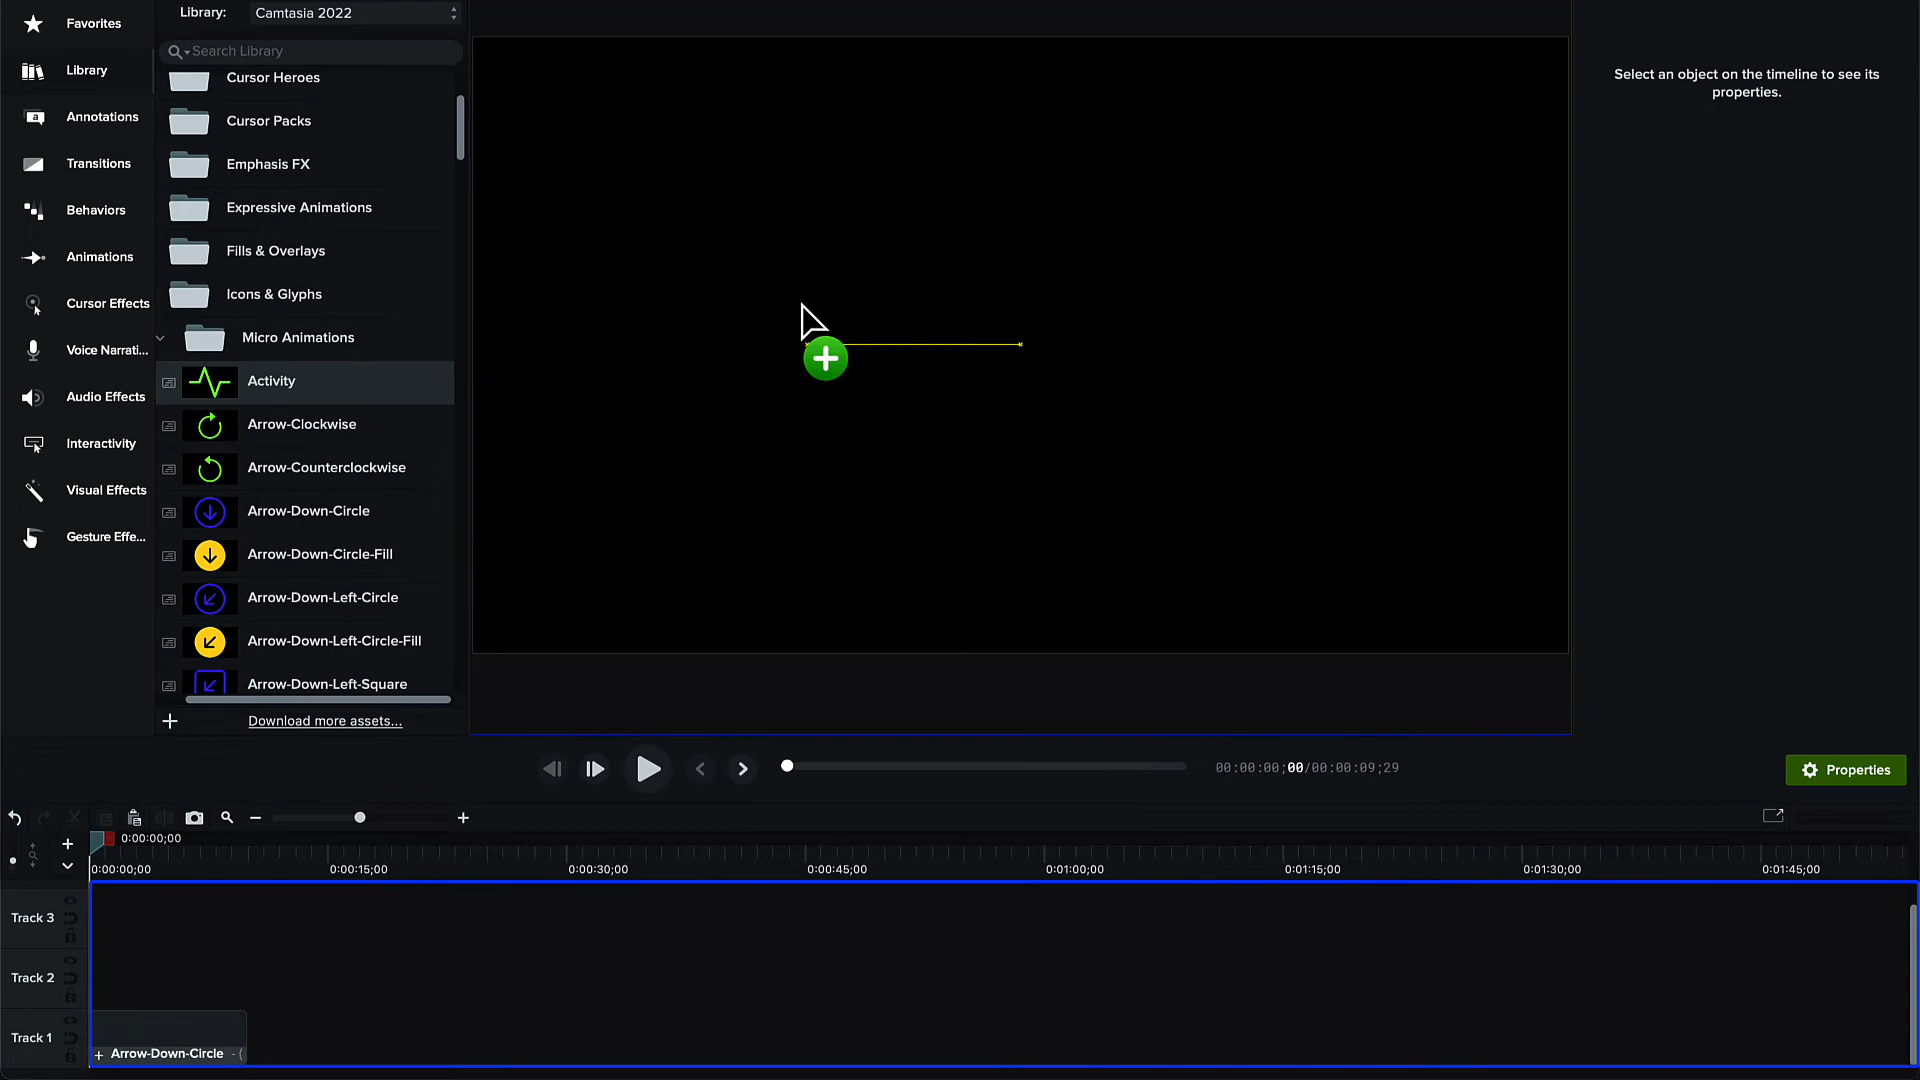 Favorites
Library
Annotations
Transitions
Behaviors
Animations
Cursor Effects
Voice Narrati...
Audio Effects
Interactivity
Visual Effects
Gesture Effe...
Library: Camtasia 2022
Search Library
Cursor Heroes
Cursor Packs
Emphasis FX
Expressive Animations
Fills & Overlays
Icons & Glyphs
Micro Animations
Activity
Arrow-Clockwise
Arrow-Counterclockwise
Arrow-Down-Circle
Arrow-Down-Circle-Fill
Arrow-Down-Left-Circle
Arrow-Down-Left-Circle-Fill
Arrow-Down-Left-Square
Download more assets...
Select an object on the timeline to see its
properties.
00:00:00;00/00:00:09;29
Properties
0:00:00;00
0:00:00;00 0:00:15;00 0:00:30;00 0:00:45;00 0:01:00;00 0:01:15;00 0:01:30;00 0:01:45;00
Track 3
Track 2
Track 1
+ Arrow-Down-Circle - (